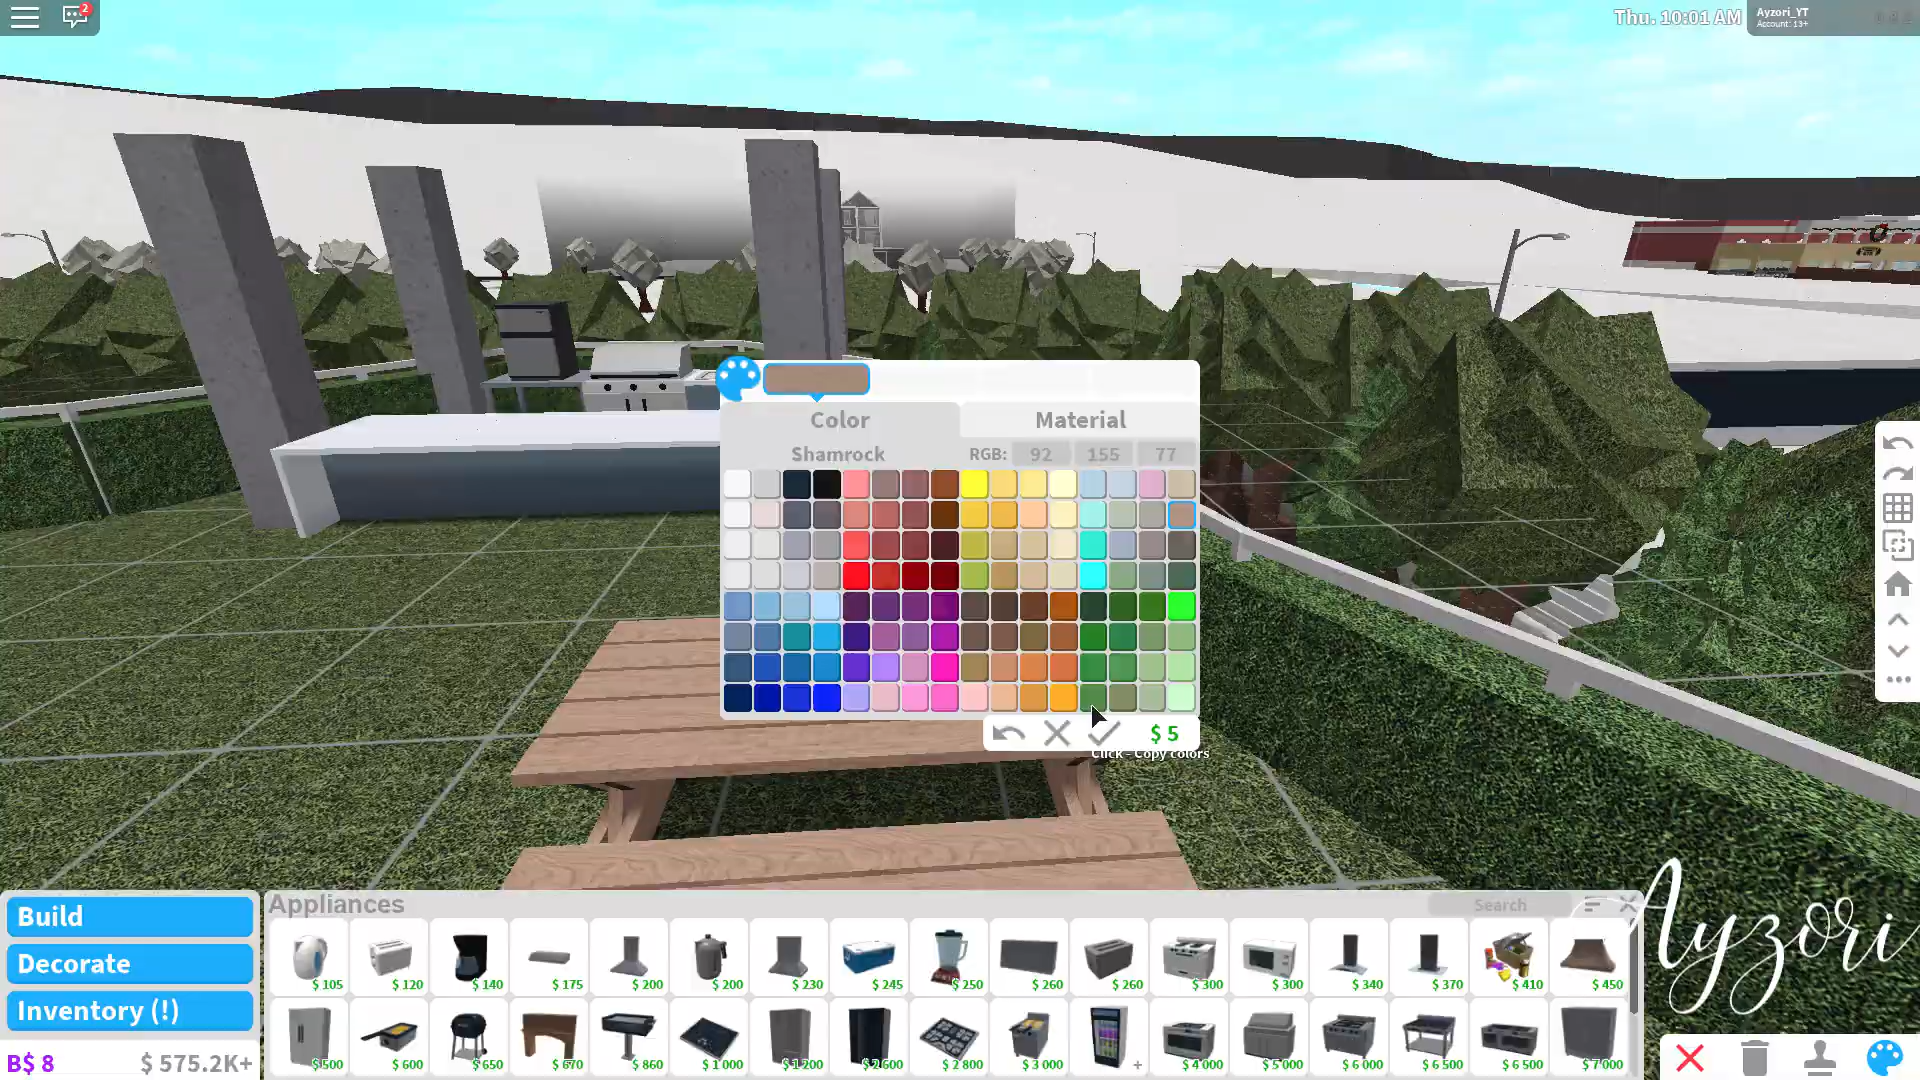 2
Thu. 10:01 AM
Ayzori_YT
Account: 13+
Color
Material
Shamrock
RGB: 92 155 77
$ 5
Click - Copy colors
Build
Decorate
Inventory (!)
B$ 8
$ 575.2K+
Appliances
Search
$ 105 $ 120 $ 140 $ 175 $ 200 $ 200 $ 230 $ 245 $ 250 $ 260 $ 260 $ 300 $ 300 $ 340 $ 370 $ 410 $ 450
$ 500 $ 600 $ 650 $ 670 $ 860 $ 1 000 $ 1 200 $ 2 600 $ 2 800 $ 3 000 + $ 4 000 $ 5 000 $ 6 000 $ 6 500 $ 6 500 $ 7 000
Ayzori